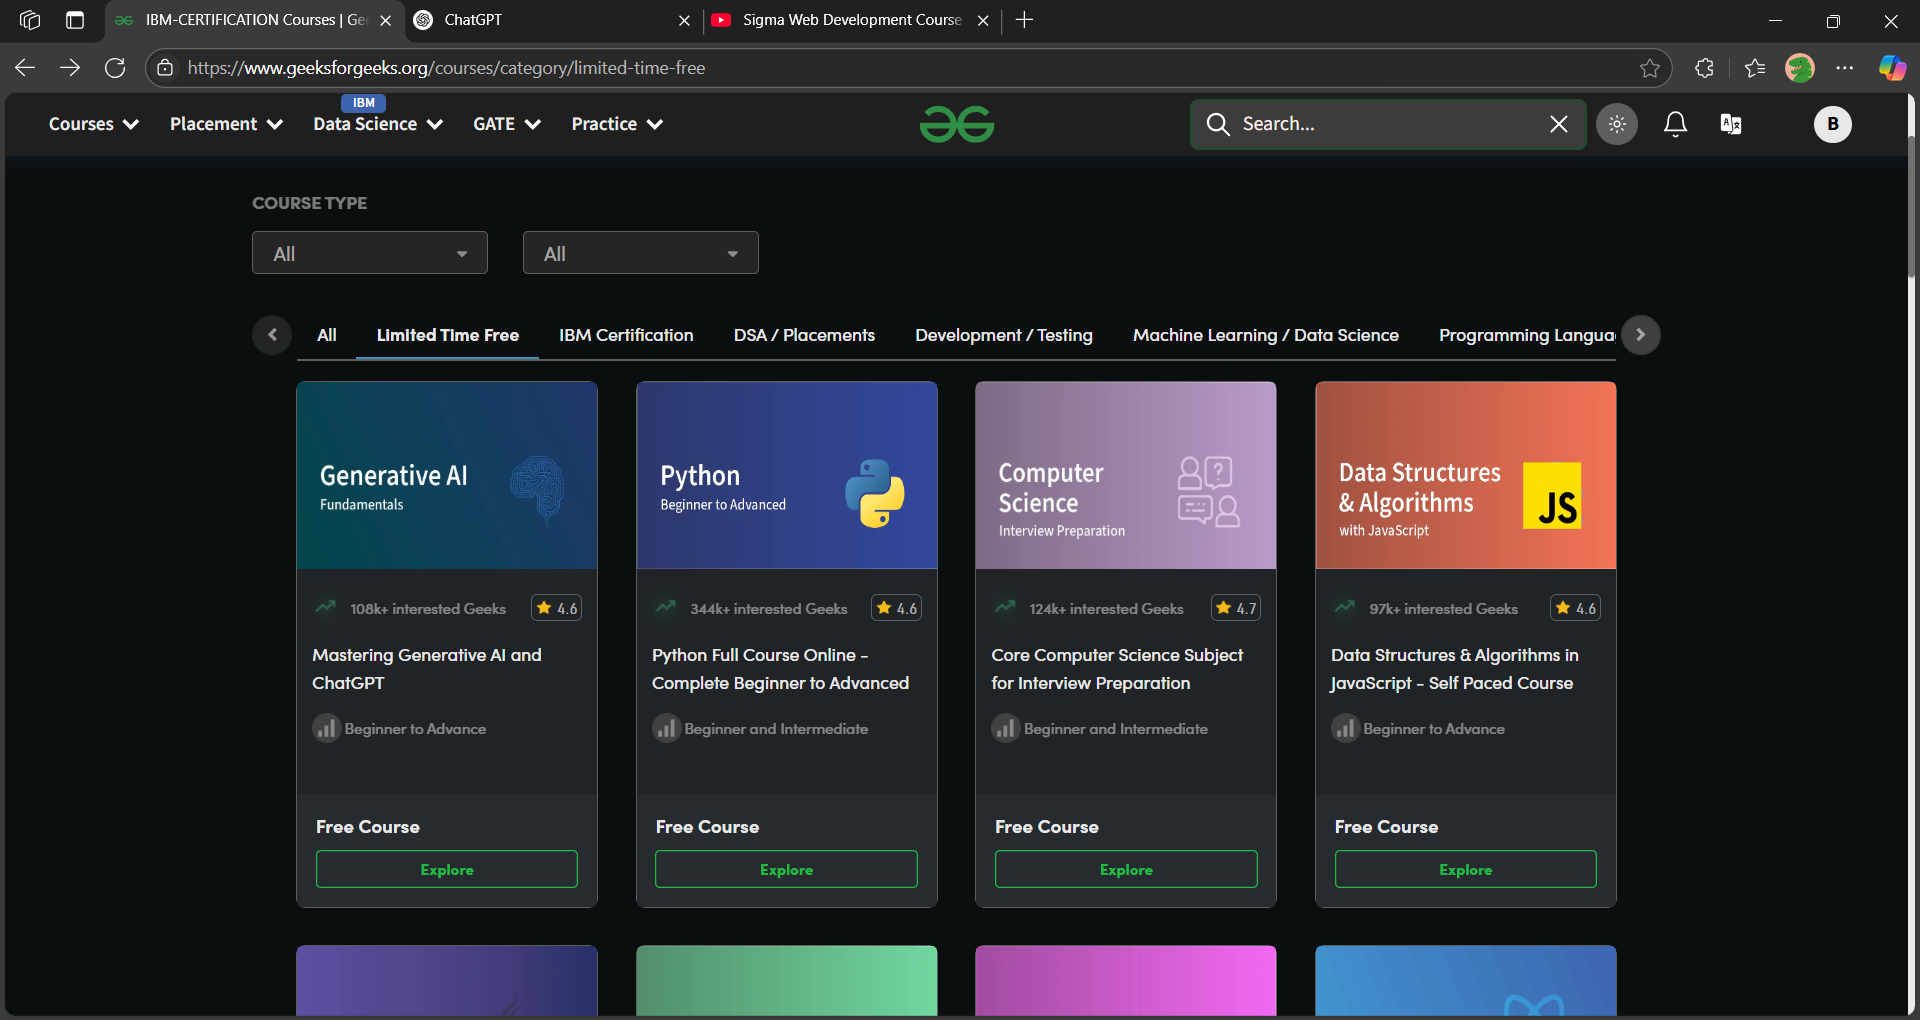 IBM-CERTIFICATION Courses | Ge
ChatGPT
Sigma Web Development Course
https://www.geeksforgeeks.org/courses/category/limited-time-free
Courses
Placement
IBM
Data Science
GATE
Practice
Search...
B
COURSE TYPE
All
All
All
Limited Time Free
IBM Certification
DSA / Placements
Development / Testing
Machine Learning / Data Science
Programming Langua
Generative AI
Fundamentals
Python
Beginner to Advanced
Computer
Science
Interview Preparation
Data Structures
& Algorithms
with JavaScript
JS
108k+ interested Geeks
4.6
344k+ interested Geeks
4.6
124k+ interested Geeks
4.7
97k+ interested Geeks
4.6
Mastering Generative AI and
ChatGPT
Python Full Course Online -
Complete Beginner to Advanced
Core Computer Science Subject
for Interview Preparation
Data Structures & Algorithms in
JavaScript - Self Paced Course
Beginner to Advance
Beginner and Intermediate
Beginner and Intermediate
Beginner to Advance
Free Course
Free Course
Free Course
Free Course
Explore
Explore
Explore
Explore